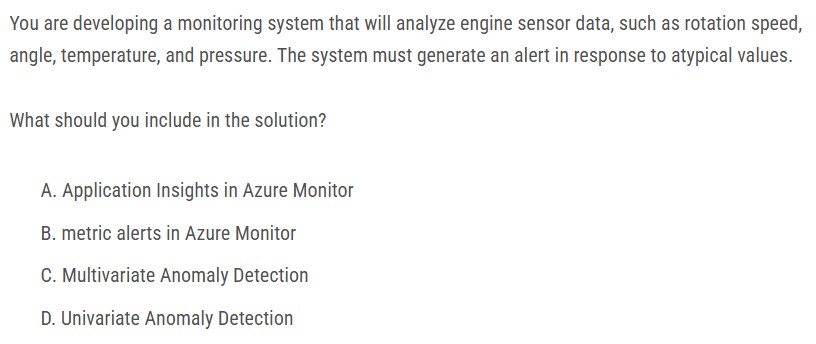 You are developing a monitoring system that will analyze engine sensor data, such as rotation speed,
angle, temperature, and pressure. The system must generate an alert in response to atypical values.
What should you include in the solution?
A. Application Insights in Azure Monitor
B. metric alerts in Azure Monitor
C. Multivariate Anomaly Detection
D. Univariate Anomaly Detection